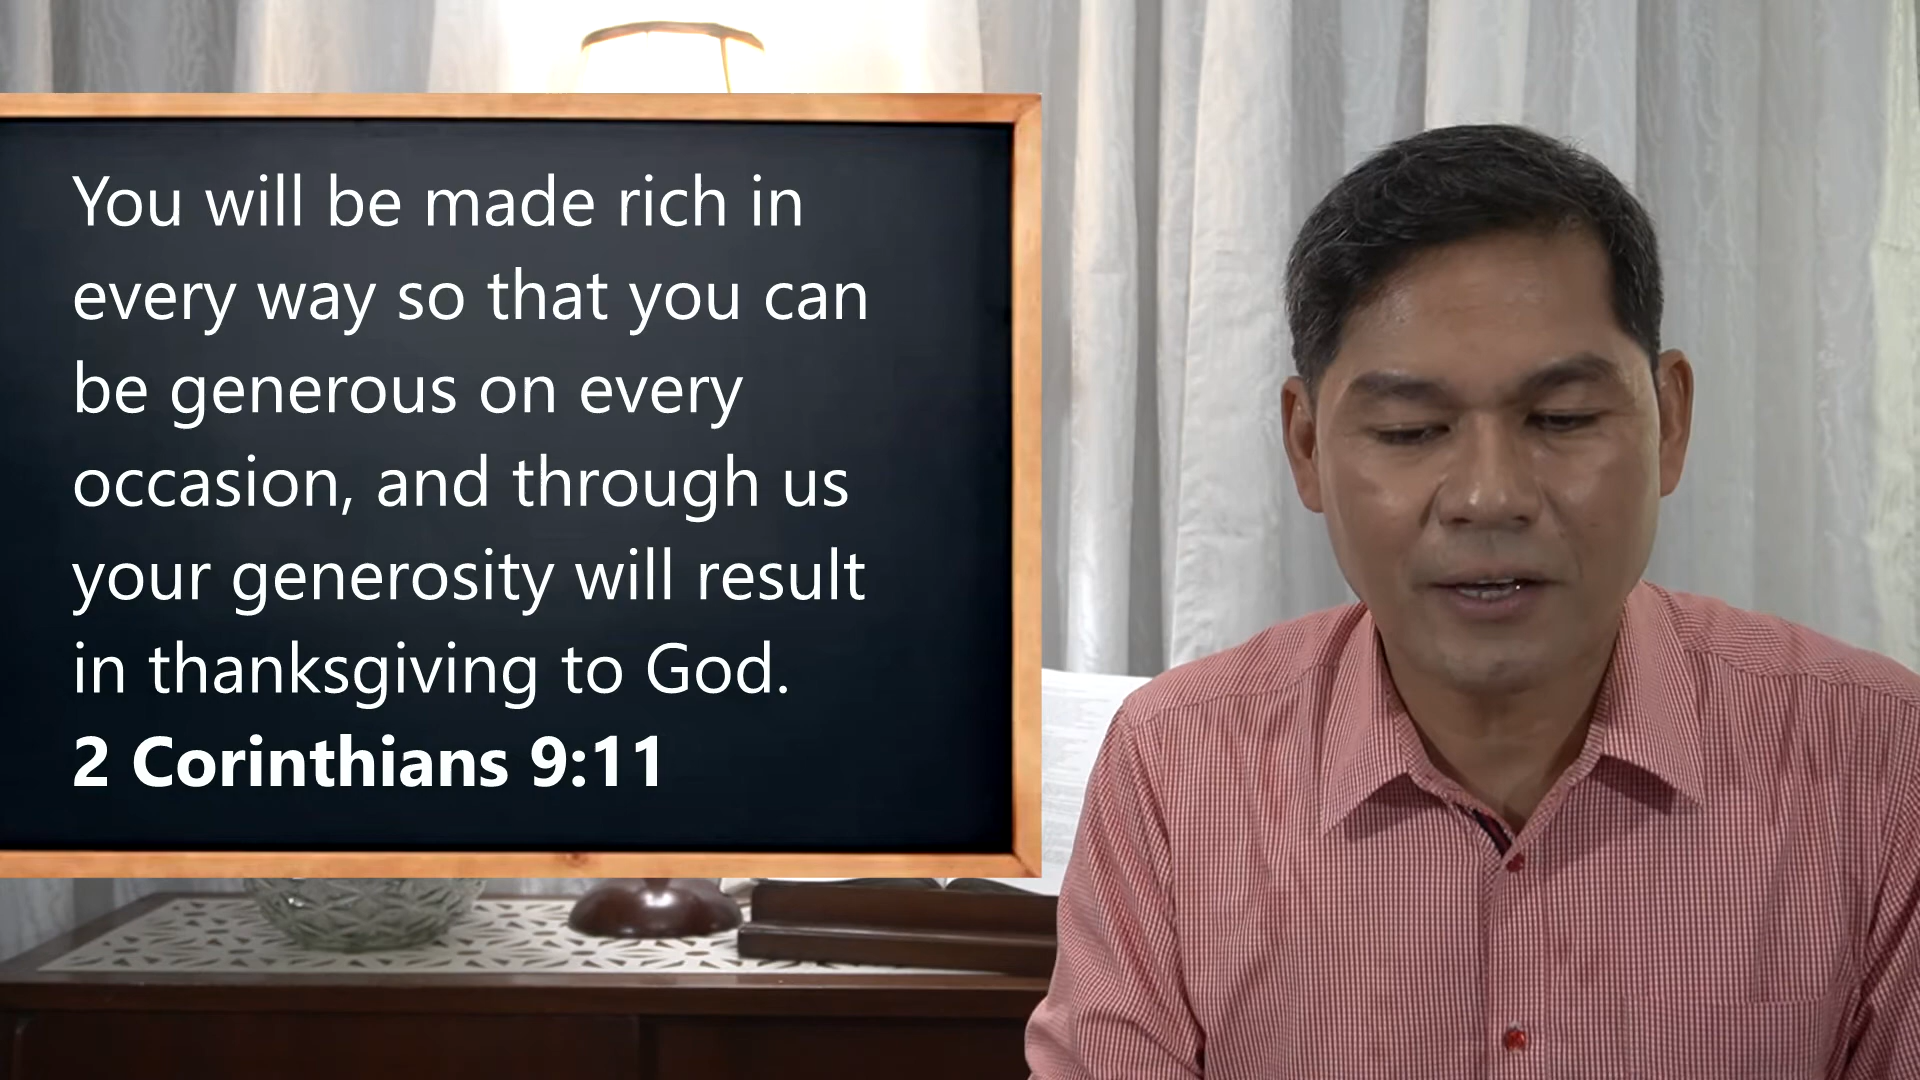 You will be made rich in
every way so that you can
be generous on every
occasion, and through us
your generosity will result
in thanksgiving to God.
2 Corinthians 9:11